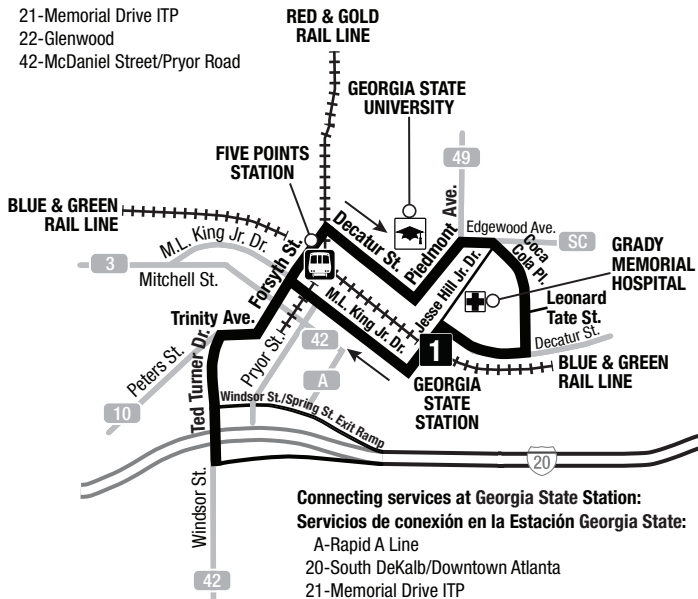 21-Memorial Drive ITP
22-Glenwood
42-McDaniel Street/Pryor Road
RED & GOLD
RAIL LINE
GEORGIA STATE
UNIVERSITY
FIVE POINTS
STATION
49
BLUE & GREEN
RAIL LINE
M.L. King Jr. Dr.
Decatur St.
Piedmont Ave.
Edgewood Ave.
SC
Coca
Cola Pl.
3
Mitchell St.
Forsyth St.
GRADY
MEMORIAL
HOSPITAL
Jesse Hill Jr. Dr.
M.L. King Jr. Dr.
Leonard
Tate St.
Trinity Ave.
Decatur St.
Peters St.
Ted Turner Dr.
Pryor St.
42
1
A
BLUE & GREEN
RAIL LINE
GEORGIA
STATE
STATION
10
Windsor St./Spring St. Exit Ramp
20
Windsor St.
42
Connecting services at Georgia State Station:
Servicios de conexión en la Estación Georgia State:
A-Rapid A Line
20-South DeKalb/Downtown Atlanta
21-Memorial Drive ITP